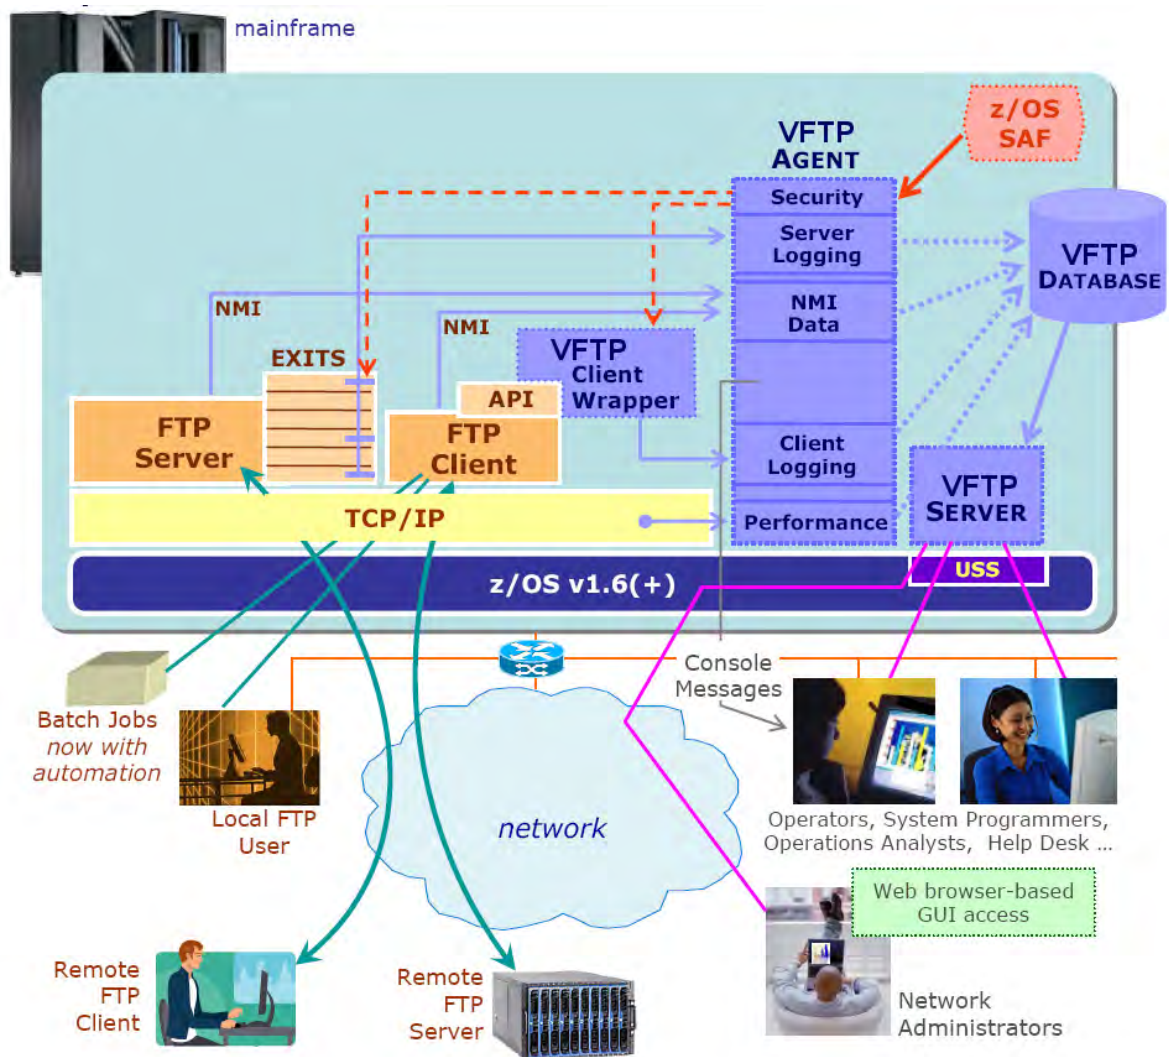 mainframe
z/OS
SAF
VFTP
AGENT
Security
Server
Logging
VFTP
DATABASE
NMI
NMI
Data
NMI
EXITS
VFTP
Client
Wrapper
API
FTP
Server
FTP
Client
Client
Logging
VFTP
SERVER
TCP/IP
Performance
USS
z/OS v1.6(+)
Console
Messages
Batch Jobs
now with
automation
Local FTP
User
network
Operators, System Programmers,
Operations Analysts, Help Desk ...
Web browser-based
GUI access
Remote
FTP
Client
Remote
FTP
Server
Network
Administrators